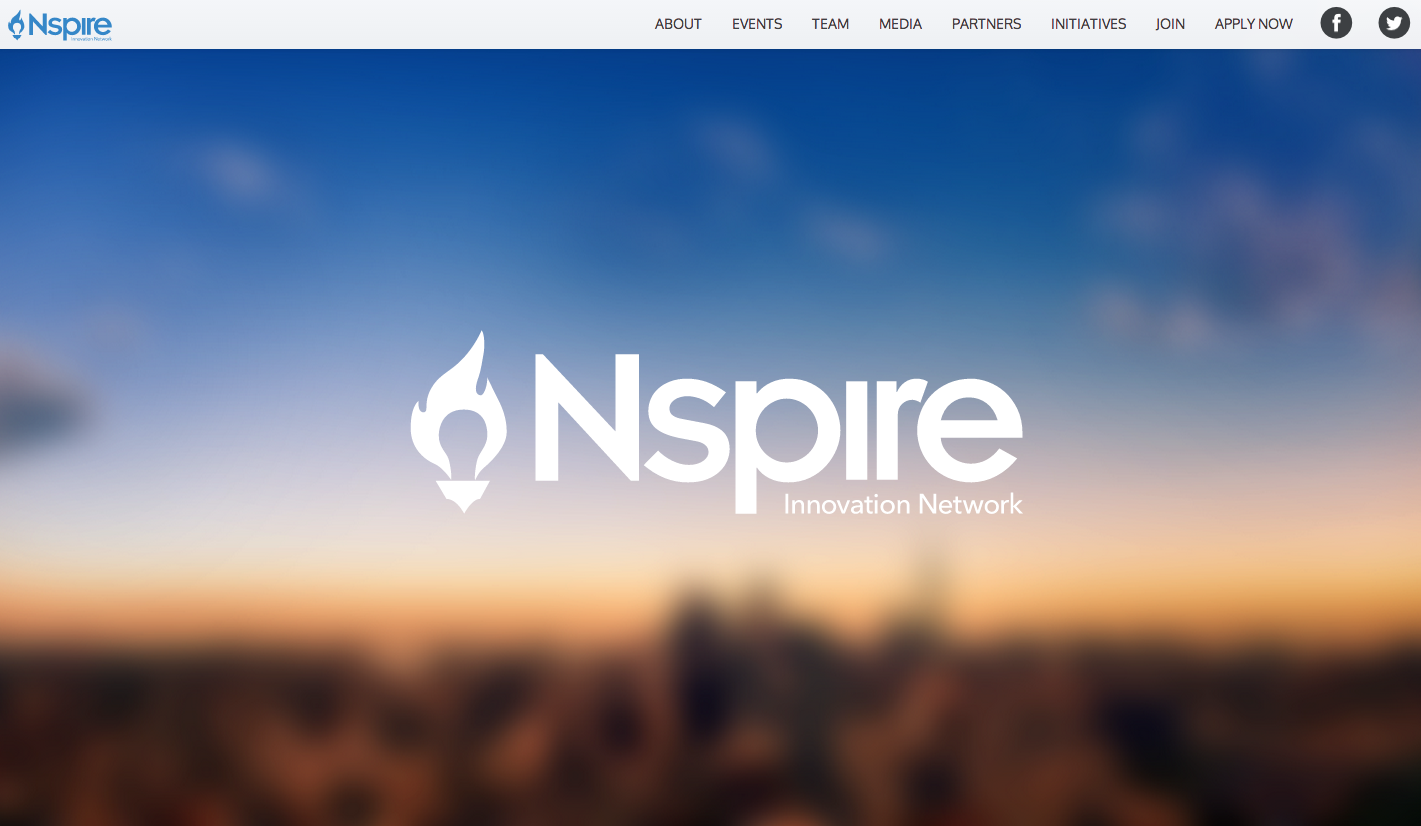 Nspire
Innovation Network
ABOUT EVENTS TEAM MEDIA PARTNERS INITIATIVES JOIN APPLY NOW
Nspire
Innovation Network